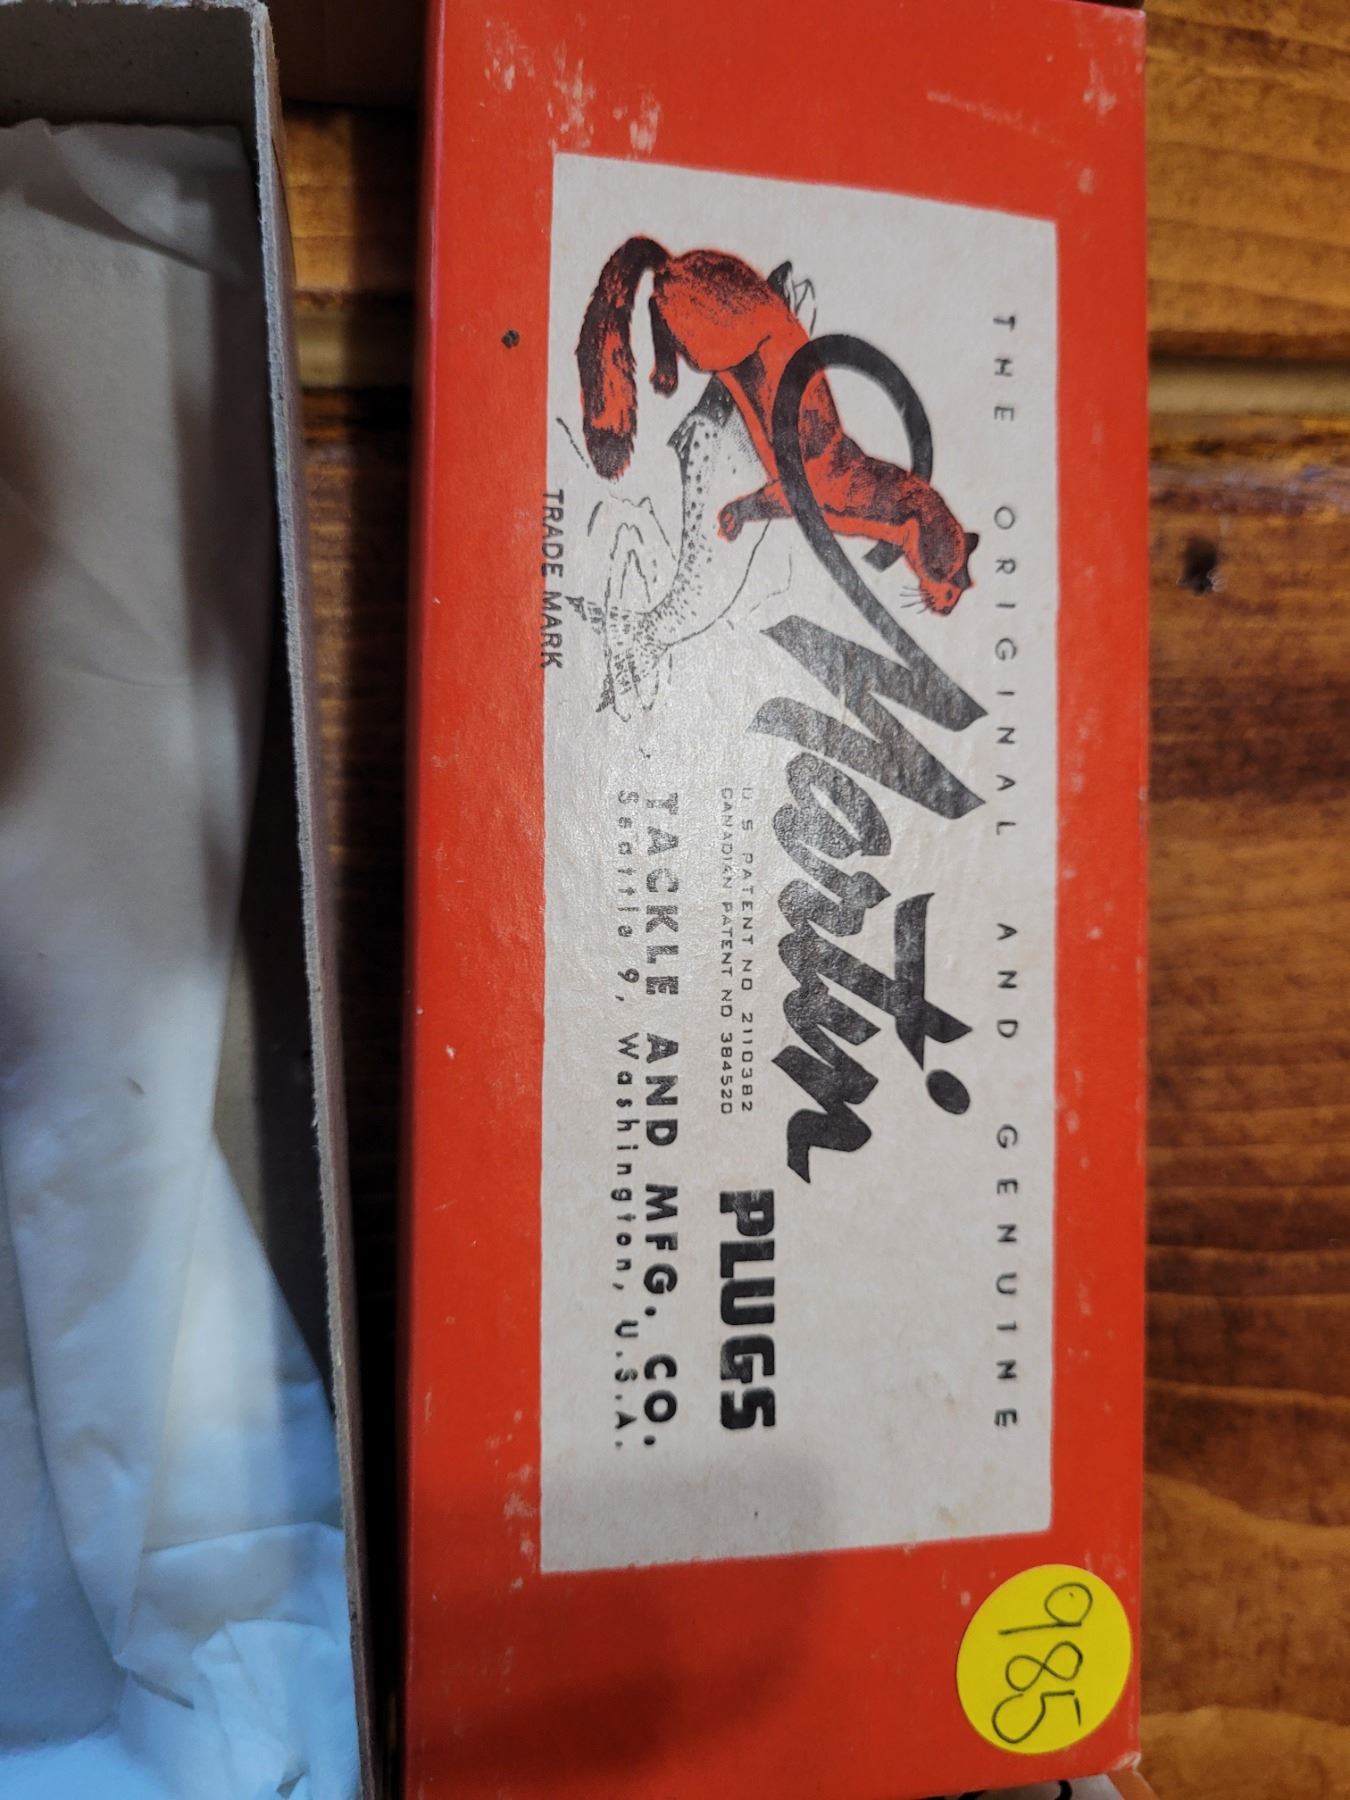 THE ORIGINAL AND GENUINE
Martin
U S PATENT NO 2110382
CANADIAN PATENT NO 384520
PLUGS
TACKLE AND MFG. CO.
Seattle 9, Washington, U.S.A.
TRADE MARK
985